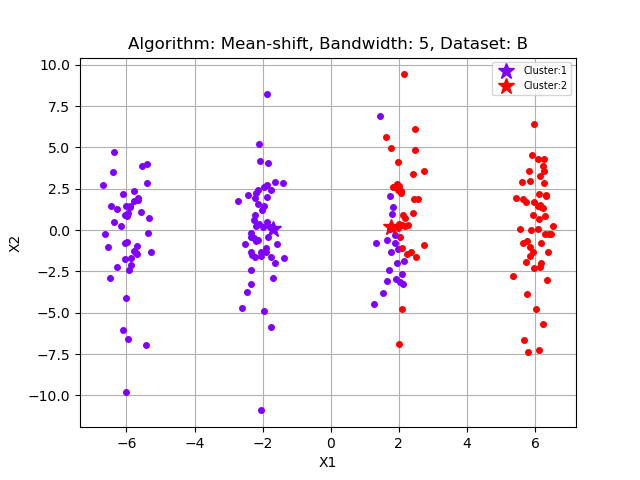 Algorithm: Mean-shift, Bandwidth: 5, Dataset: B
Cluster:1
Cluster:2
10.0
7.5
5.0
2.5
0.0
−2.5
−5.0
−7.5
−10.0
X2
−6 −4 −2 0 2 4 6
X1